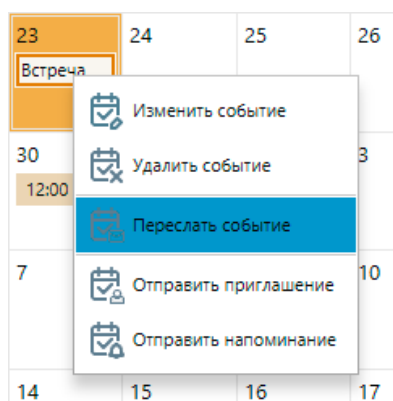 23 24 25 26
Встреча
Изменить событие
30 Удалить событие 3
12:00
Переслать событие
7 Отправить приглашение 10
Отправить напоминание
14 15 16 17